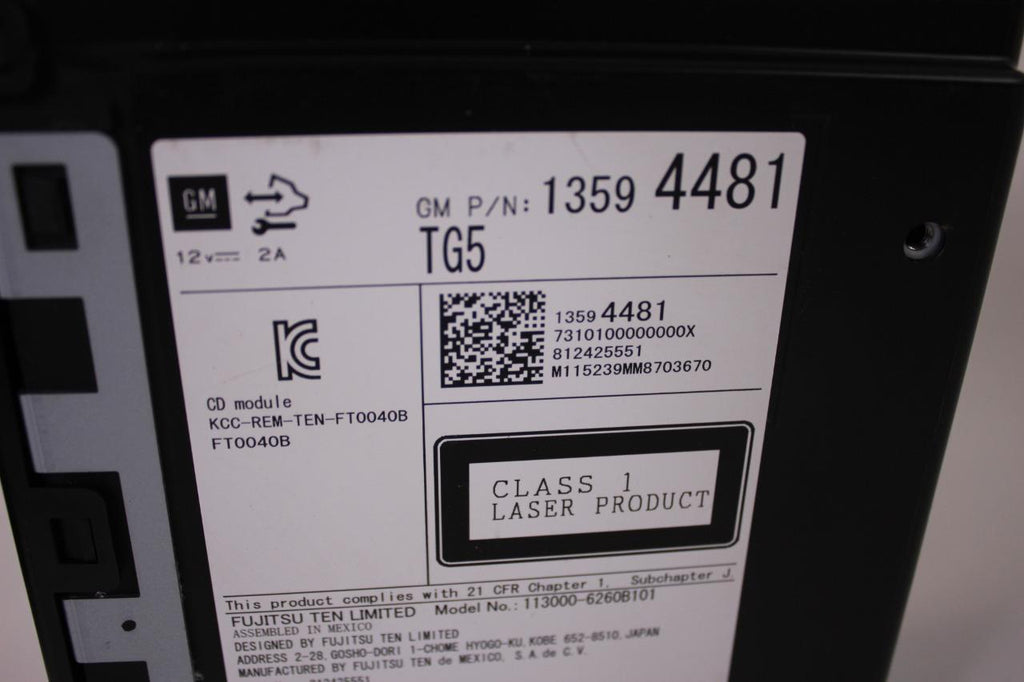 GM
12v⎓ 2A
GM P/N: 1359 4481
TG5
KC
CD module
KCC-REM-TEN-FT0040B
FT0040B
1359 4481
7310100000000X
812425551
M115239MM8703670
CLASS 1
LASER PRODUCT
This product complies with 21 CFR Chapter 1, Subchapter J.
FUJITSU TEN LIMITED Model No.: 113000-6260B101
ASSEMBLED IN MEXICO
DESIGNED BY FUJITSU TEN LIMITED
ADDRESS 2-28, GOSHO-DORI 1-CHOME HYOGO-KU, KOBE 652-8510, JAPAN
MANUFACTURED BY FUJITSU TEN de MEXICO, S. A. de C. V.
812425551